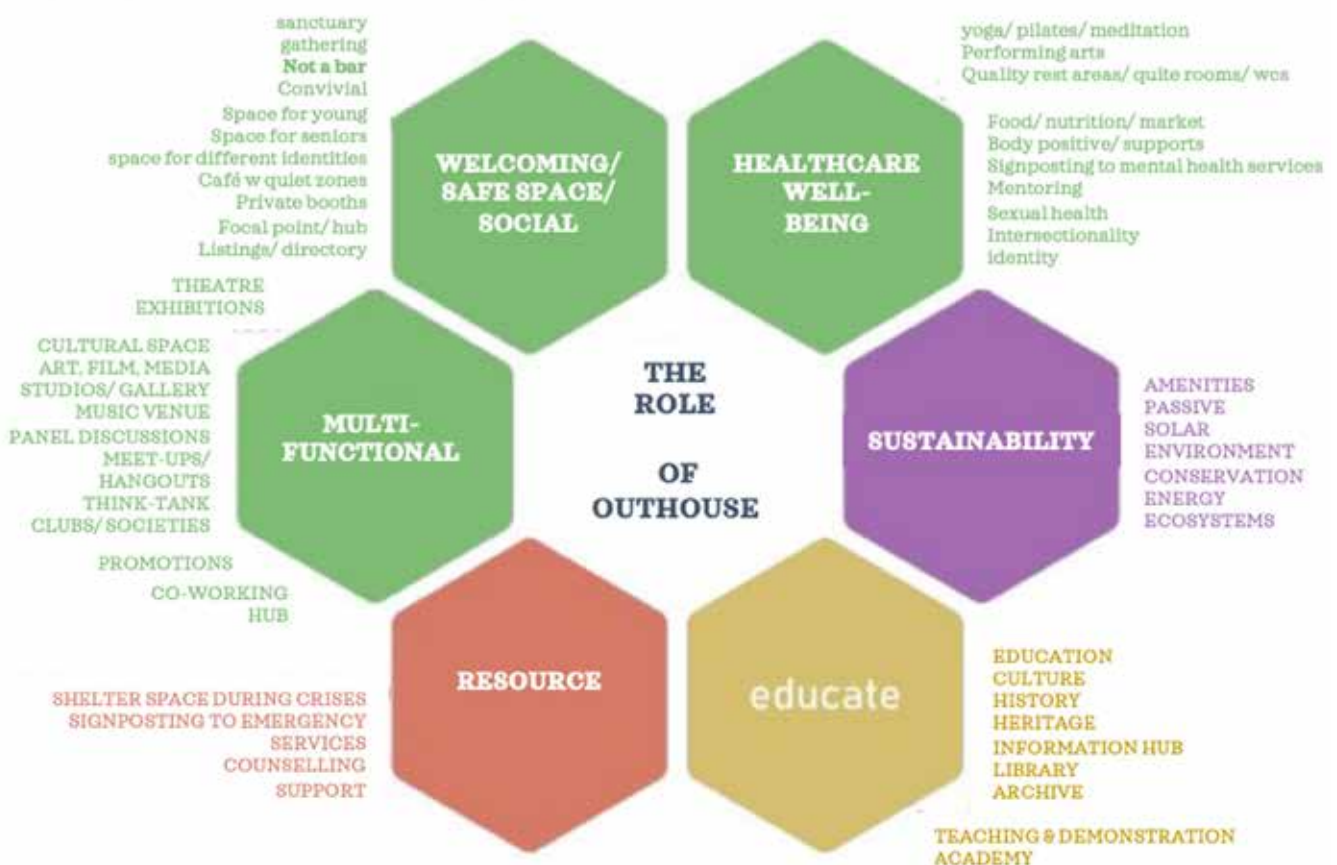 sanctuary
gathering
Not a bar
Convivial
Space for young
Space for seniors
space for different identities
Café w quiet zones
Private booths
Focal point/ hub
Listings/ directory
WELCOMING/
SAFE SPACE/
SOCIAL
HEALTHCARE
WELL-
BEING
yoga/ pilates/ meditation
Performing arts
Quality rest areas/ quite rooms/ wcs
Food/ nutrition/ market
Body positive/ supports
Signposting to mental health services
Mentoring
Sexual health
Intersectionality
identity
THEATRE
EXHIBITIONS
CULTURAL SPACE
ART, FILM, MEDIA
STUDIOS/ GALLERY
MUSIC VENUE
PANEL DISCUSSIONS
MEET-UPS/
HANGOUTS
THINK-TANK
CLUBS/ SOCIETIES
PROMOTIONS
CO-WORKING
HUB
MULTI-
FUNCTIONAL
THE
ROLE
OF
OUTHOUSE
SUSTAINABILITY
AMENITIES
PASSIVE
SOLAR
ENVIRONMENT
CONSERVATION
ENERGY
ECOSYSTEMS
SHELTER SPACE DURING CRISES
SIGNPOSTING TO EMERGENCY
SERVICES
COUNSELLING
SUPPORT
RESOURCE
educate
EDUCATION
CULTURE
HISTORY
HERITAGE
INFORMATION HUB
LIBRARY
ARCHIVE
TEACHING & DEMONSTRATION
ACADEMY